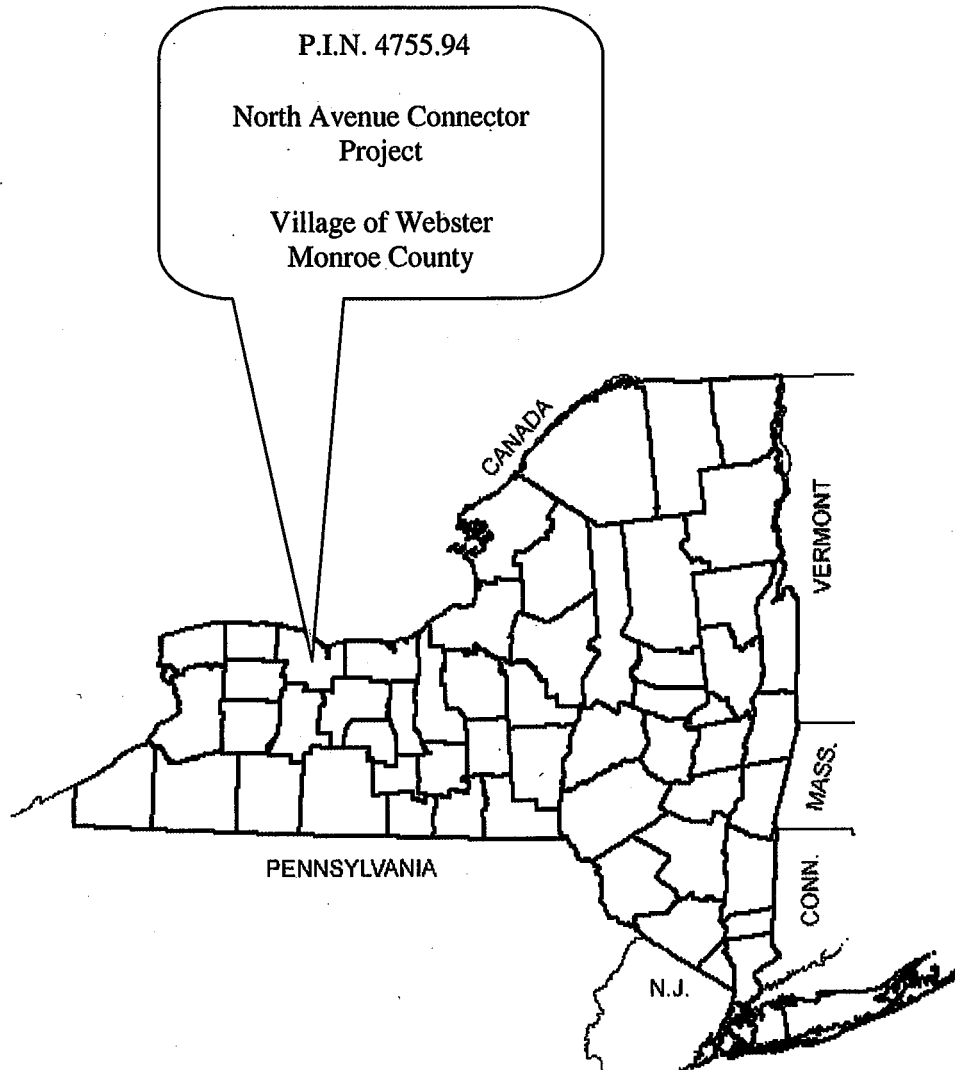 P.I.N. 4755.94
North Avenue Connector
Project
Village of Webster
Monroe County
CANADA
VERMONT
MASS.
PENNSYLVANIA
CONN.
N.J.